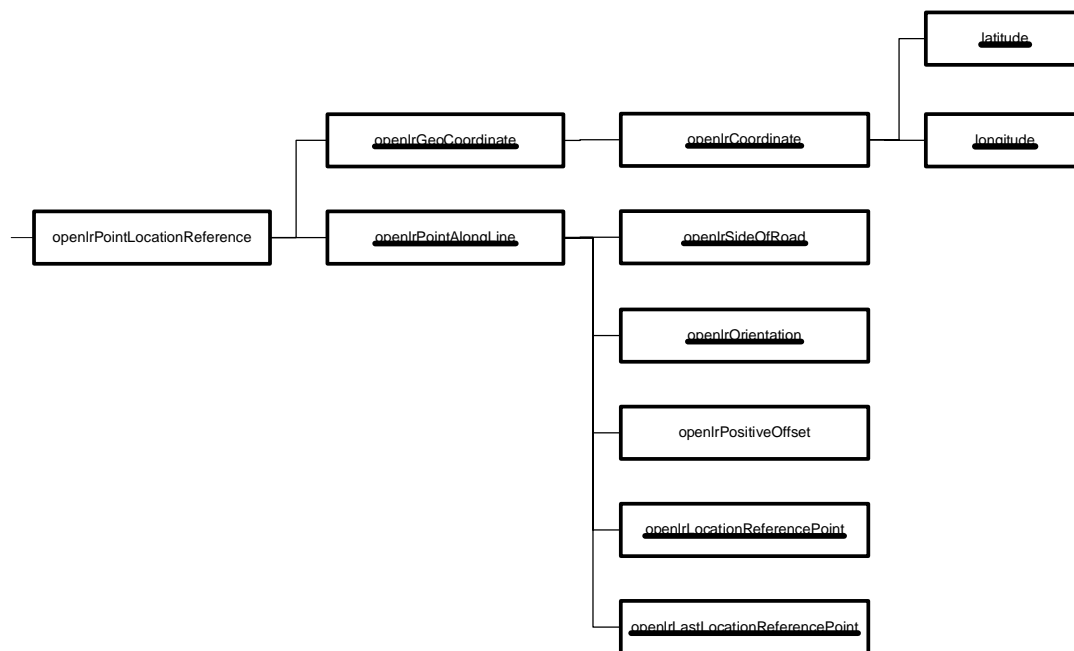 latitude
openlrGeoCoordinate
openlrCoordinate
longitude
openlrPointLocationReference
openlrPointAlongLine
openlrSideOfRoad
openlrOrientation
openlrPositiveOffset
openlrLocationReferencePoint
openlrLastLocationReferencePoint